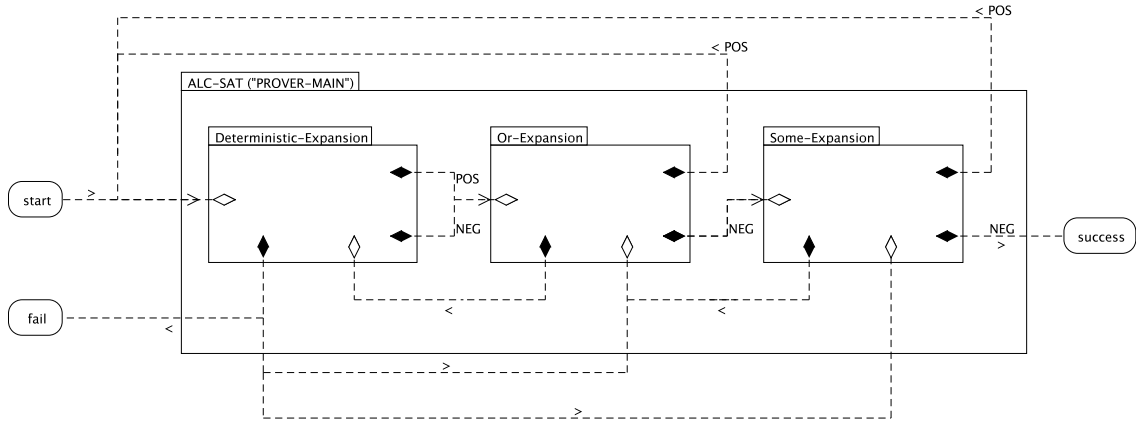 < POS
< POS
ALC-SAT ("PROVER-MAIN")
Deterministic-Expansion
Or-Expansion
Some-Expansion
POS
>
start
NEG
NEG
NEG
>
success
<
<
fail
<
>
>